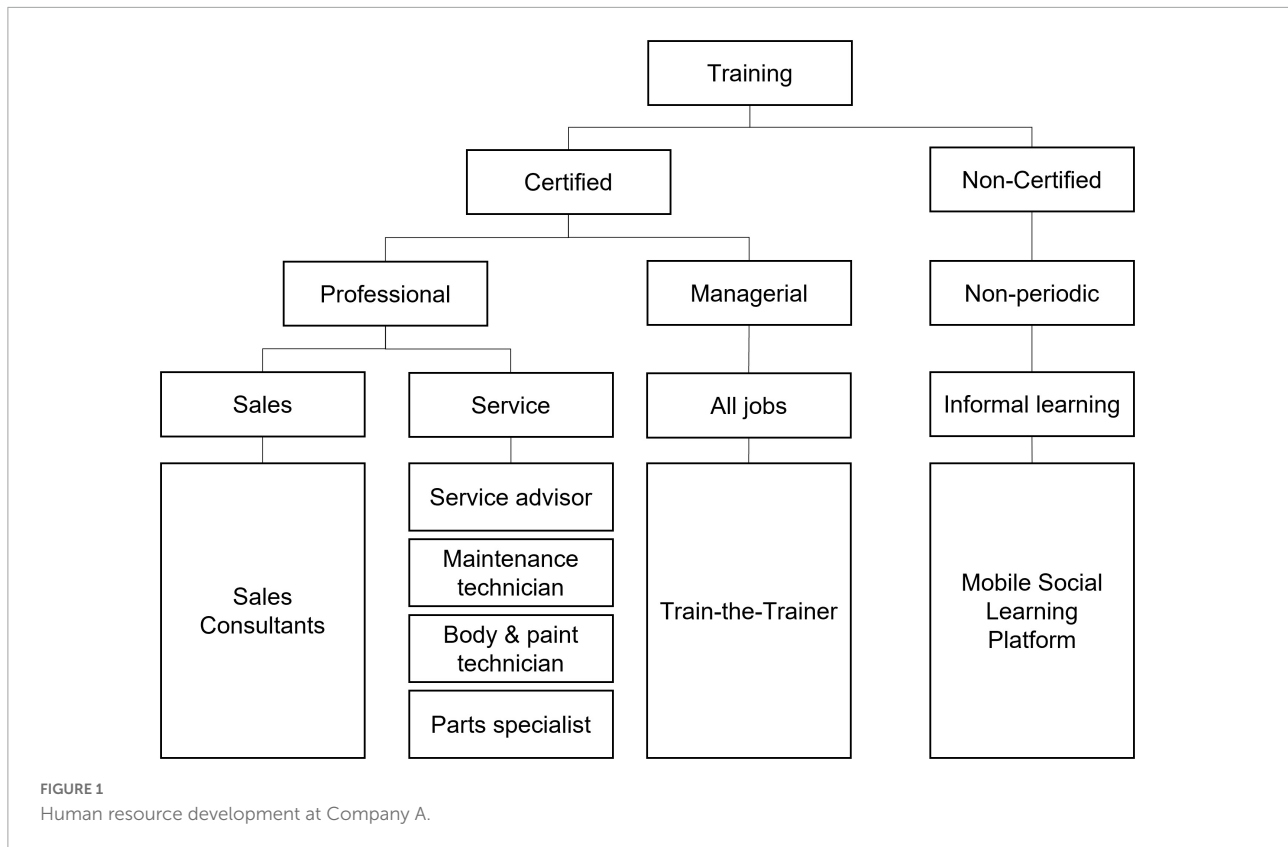 Training
Certified
Non-Certified
Professional
Managerial
Non-periodic
Sales
Service
All jobs
Informal learning
Sales
Consultants
Service advisor
Maintenance
technician
Body & paint
technician
Parts specialist
Train-the-Trainer
Mobile Social
Learning
Platform
FIGURE 1
Human resource development at Company A.